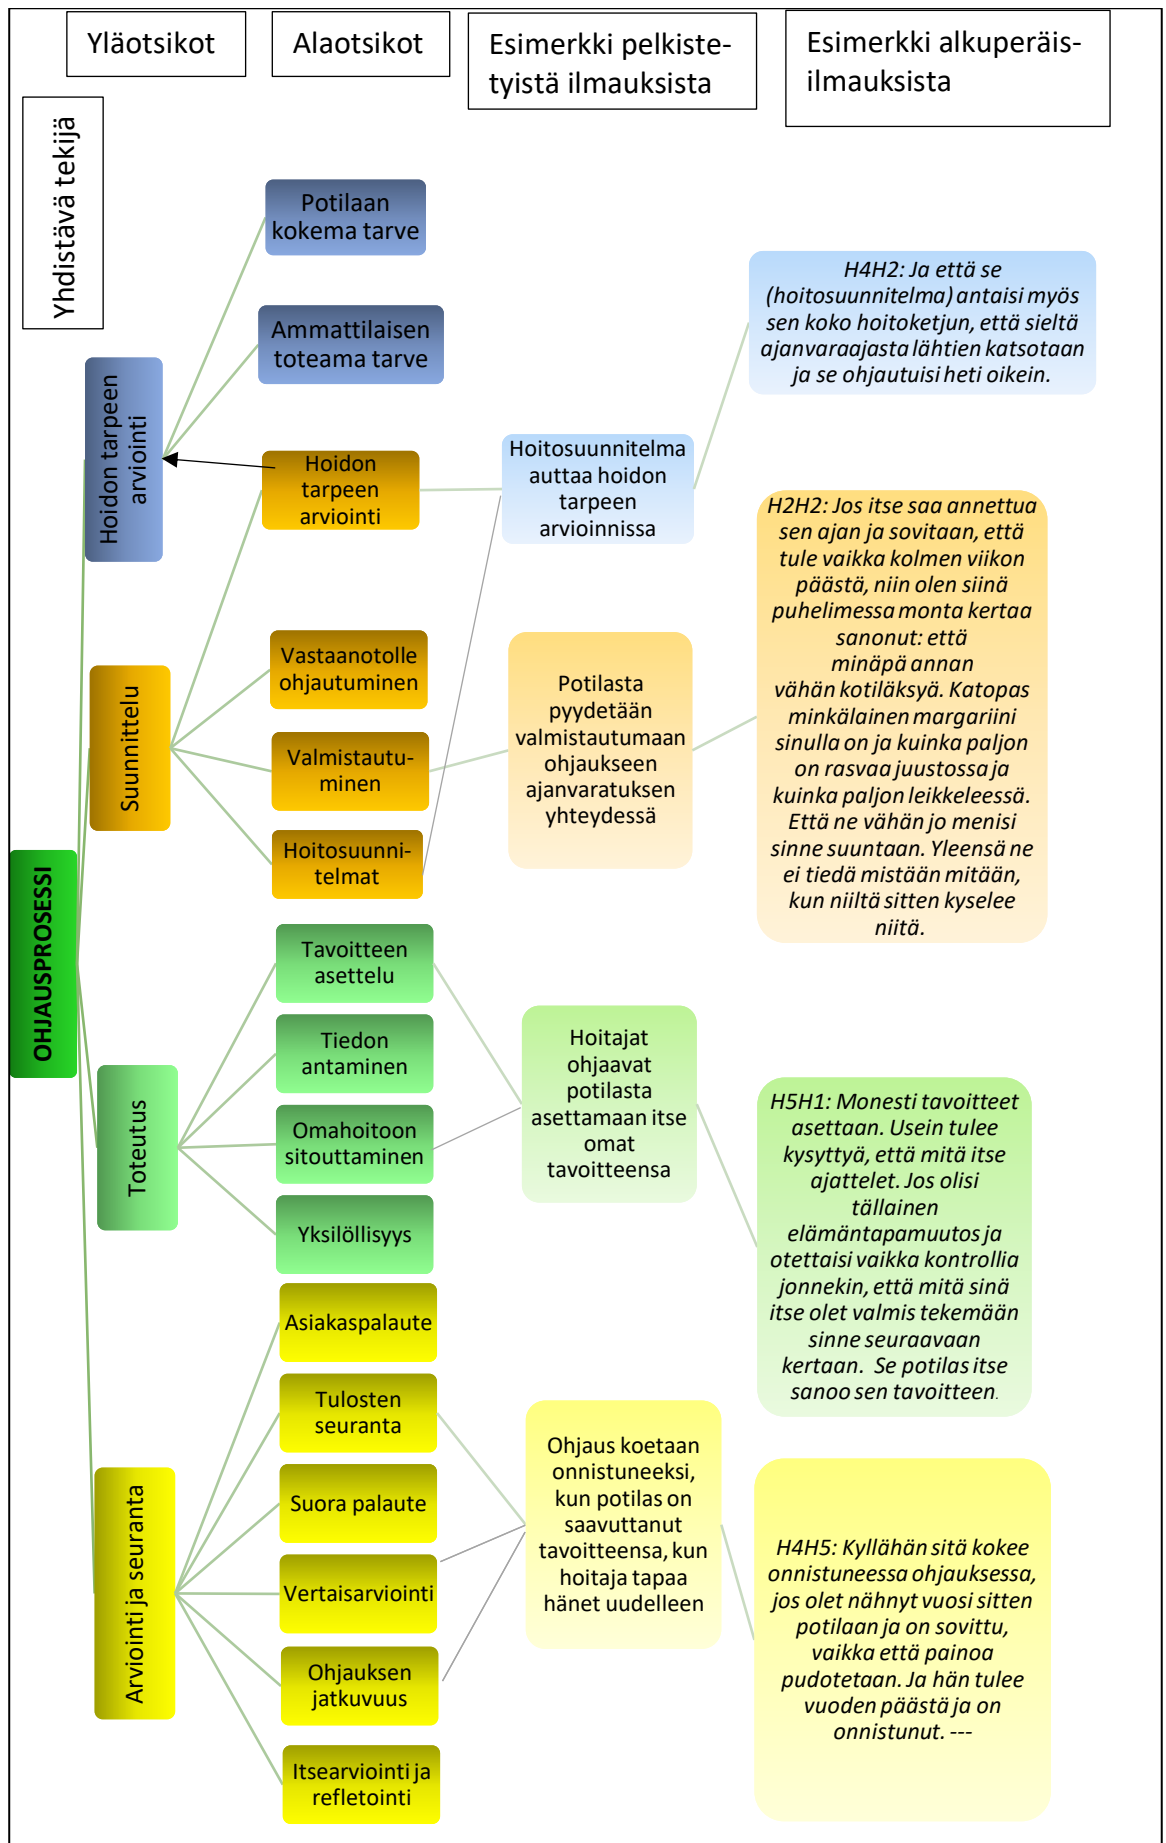 Yläotsikot
Alaotsikot
Esimerkki pelkiste-
tyistä ilmauksista
Esimerkki alkuperäis-
ilmauksista
Yhdistävä tekijä
OHJAUSPROSESSI
Hoidon tarpeen
arviointi
Potilaan
kokema tarve
Ammattilaisen
toteama tarve
Suunnittelu
Hoidon
tarpeen
arviointi
Vastaanotolle
ohjautuminen
Valmistautu-
minen
Hoitosuunni-
telmat
Hoitosuunnitelma
auttaa hoidon
tarpeen
arvioinnissa
H4H2: Ja että se
(hoitosuunnitelma) antaisi myös
sen koko hoitoketjun, että sieltä
ajanvaraajasta lähtien katsotaan
ja se ohjautuisi heti oikein.
Potilasta
pyydetään
valmistautumaan
ohjaukseen
ajanvaratuksen
yhteydessä
H2H2: Jos itse saa annettua
sen ajan ja sovitaan, että
tule vaikka kolmen viikon
päästä, niin olen siinä
puhelimessa monta kertaa
sanonut: että
minäpä annan
vähän kotiläksyä. Katopas
minkälainen margariini
sinulla on ja kuinka paljon
on rasvaa juustossa ja
kuinka paljon leikkeleessä.
Että ne vähän jo menisi
sinne suuntaan. Yleensä ne
ei tiedä mistään mitään,
kun niiltä sitten kyselee
niitä.
Toteutus
Tavoitteen
asettelu
Tiedon
antaminen
Omahoitoon
sitouttaminen
Yksilöllisyys
Hoitajat
ohjaavat
potilasta
asettamaan itse
omat
tavoitteensa
H5H1: Monesti tavoitteet
asettaan. Usein tulee
kysyttyä, että mitä itse
ajattelet. Jos olisi
tällainen
elämäntapamuutos ja
otettaisi vaikka kontrollia
jonnekin, että mitä sinä
itse olet valmis tekemään
sinne seuraavaan
kertaan. Se potilas itse
sanoo sen tavoitteen.
Arviointi ja seuranta
Asiakaspalaute
Tulosten
seuranta
Suora palaute
Vertaisarviointi
Ohjauksen
jatkuvuus
Itsearviointi ja
refletointi
Ohjaus koetaan
onnistuneeksi,
kun potilas on
saavuttanut
tavoitteensa, kun
hoitaja tapaa
hänet uudelleen
H4H5: Kyllähän sitä kokee
onnistuneessa ohjauksessa,
jos olet nähnyt vuosi sitten
potilaan ja on sovittu,
vaikka että painoa
pudotetaan. Ja hän tulee
vuoden päästä ja on
onnistunut. ---